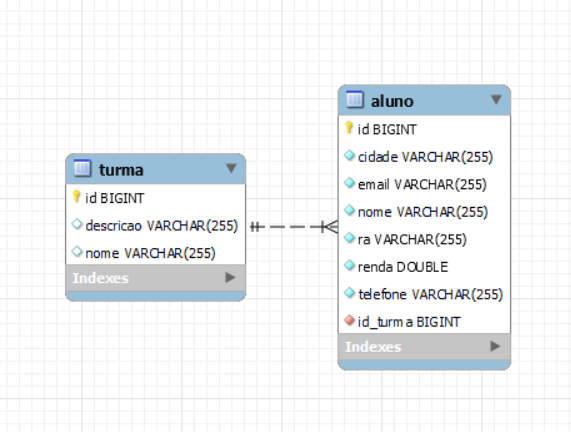 turma
id BIGINT
descricao VARCHAR(255)
nome VARCHAR(255)
Indexes
aluno
id BIGINT
cidade VARCHAR(255)
email VARCHAR(255)
nome VARCHAR(255)
ra VARCHAR(255)
renda DOUBLE
telefone VARCHAR(255)
id_turma BIGINT
Indexes